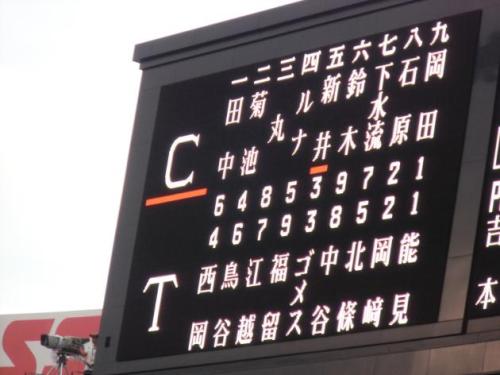 一 二 三 四 五 六 七 八 九
C
田中 菊池 丸 ルナ 新井 鈴木 下水流 石原 岡田
6 4 8 5 3 9 7 2 1
4 6 7 9 3 8 5 2 1
T
西岡 鳥谷 江越 福留 ゴメス 中谷 北條 岡﨑 能見
吉
本